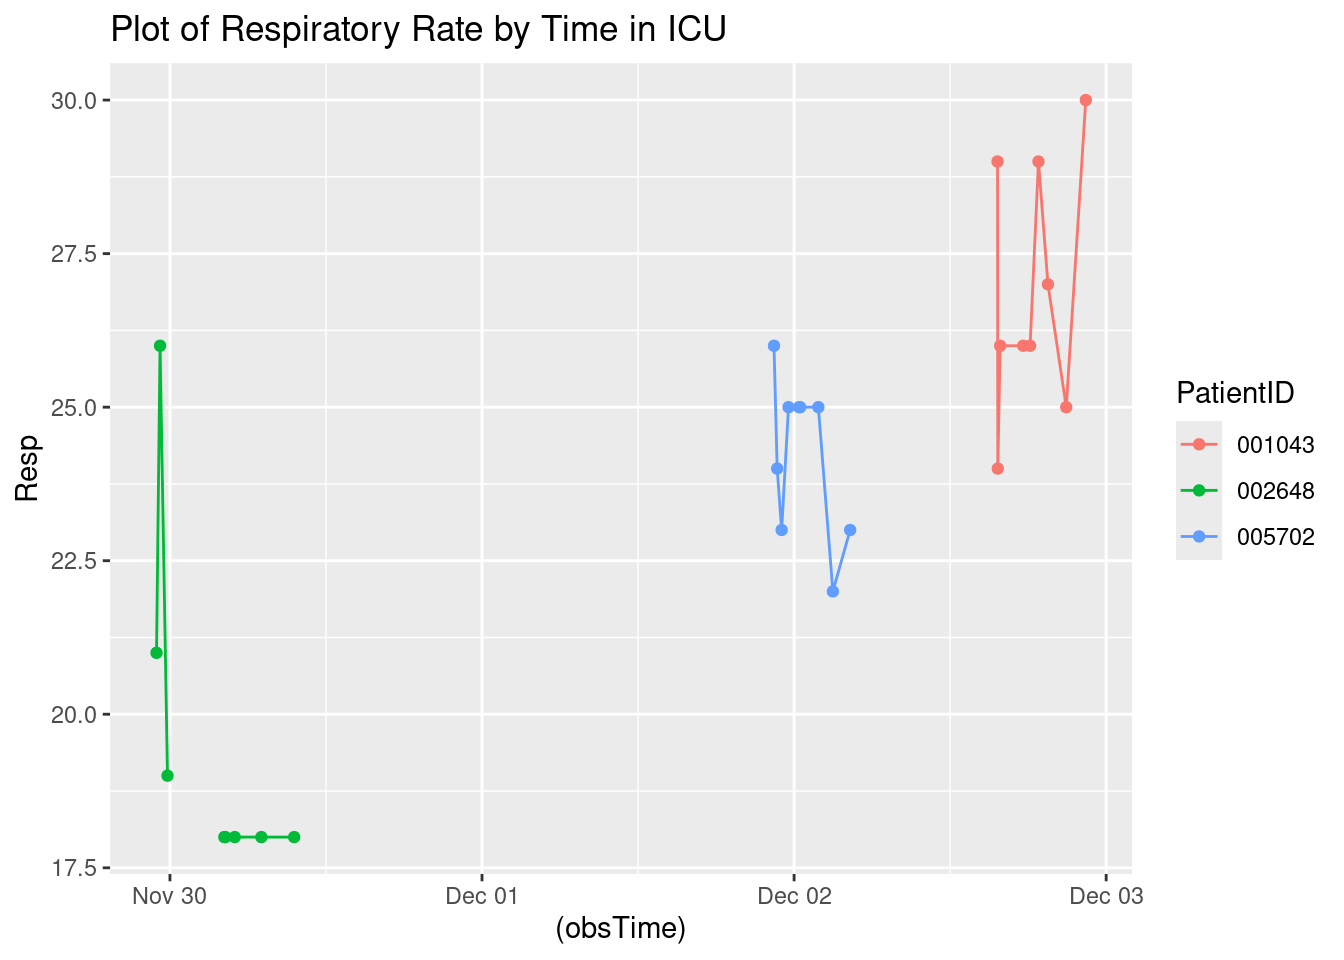 Plot of Respiratory Rate by Time in ICU
30.0
27.5
25.0
22.5
20.0
17.5
Resp
Nov 30
Dec 01
Dec 02
Dec 03
(obsTime)
PatientID
001043
002648
005702